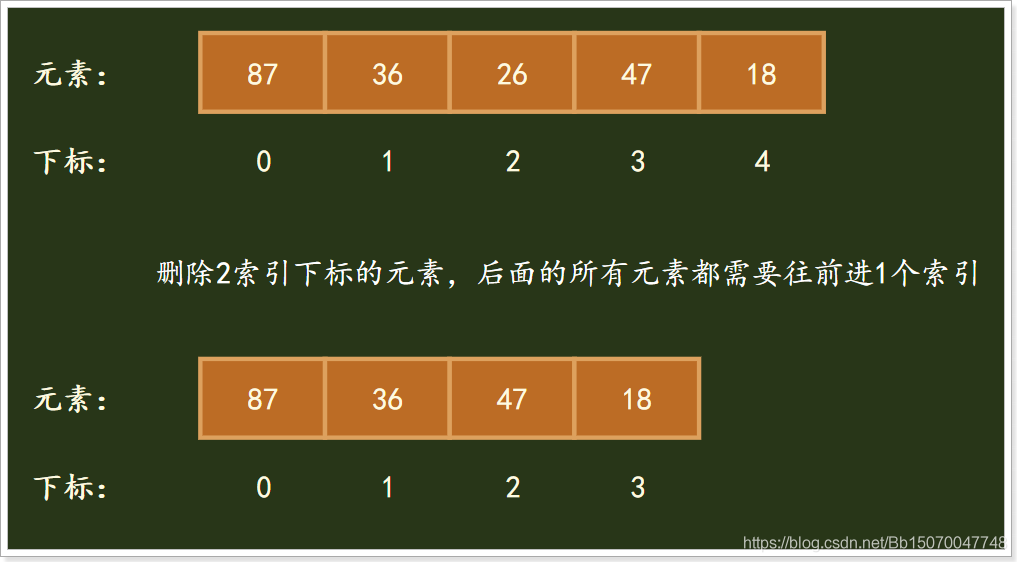 元素： 87 36 26 47 18
下标： 0 1 2 3 4
删除2索引下标的元素，后面的所有元素都需要往前进1个索引
元素： 87 36 47 18
下标： 0 1 2 3
https://blog.csdn.net/Bb15070047748